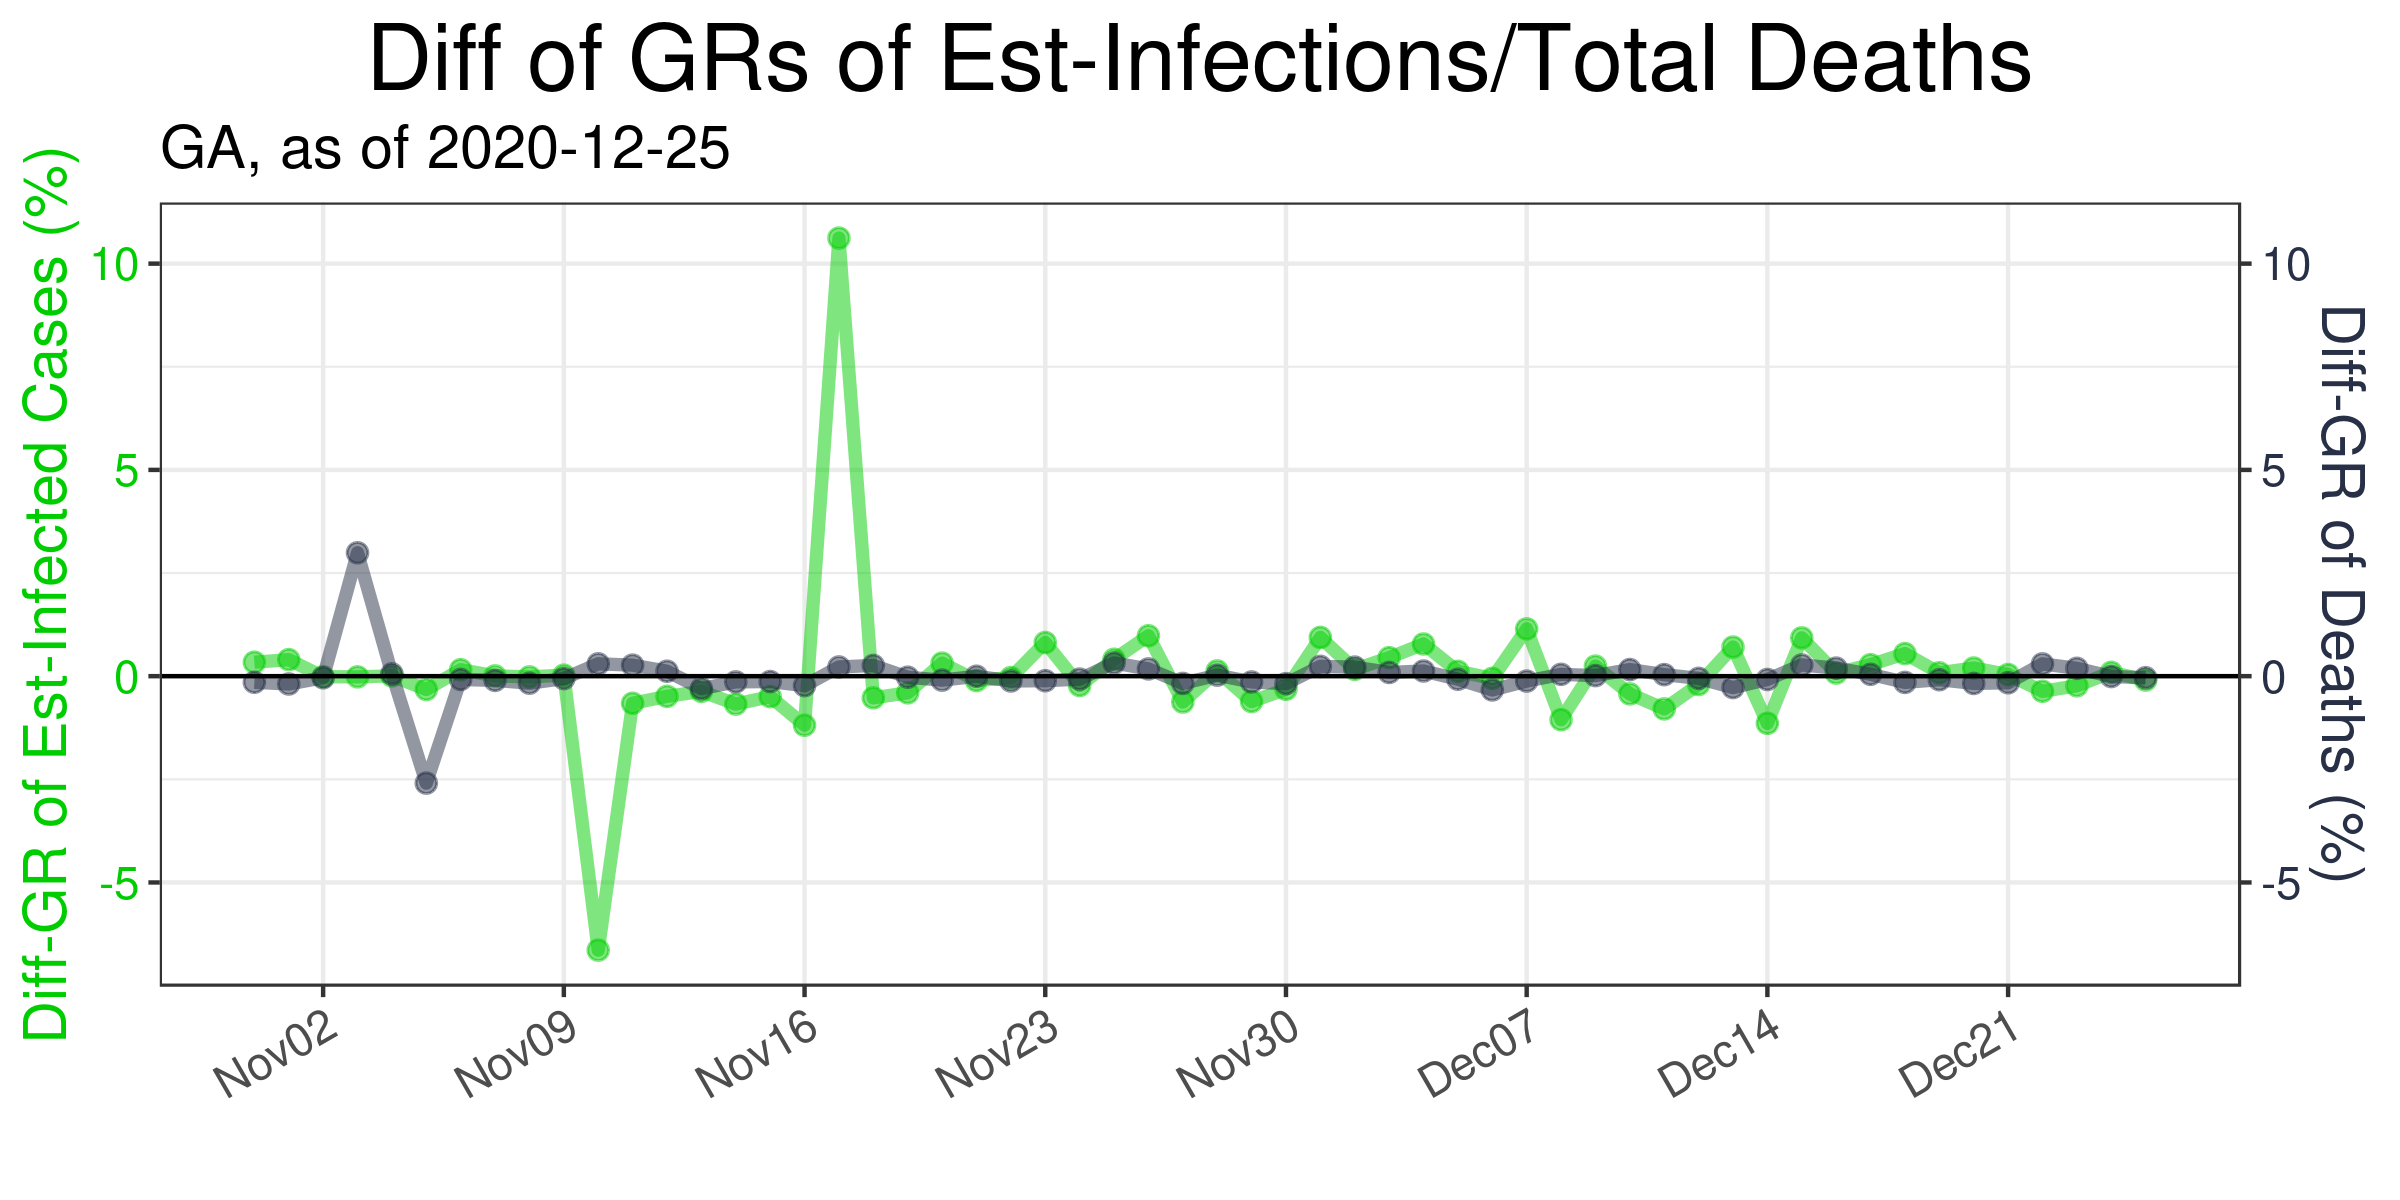 Diff of GRs of Est-Infections/Total Deaths
GA, as of 2020-12-25
Diff-GR of Est-Infected Cases (%)
10
5
0
-5
10
5
0
-5
Diff-GR of Deaths (%)
Nov02
Nov09
Nov16
Nov23
Nov30
Dec07
Dec14
Dec21